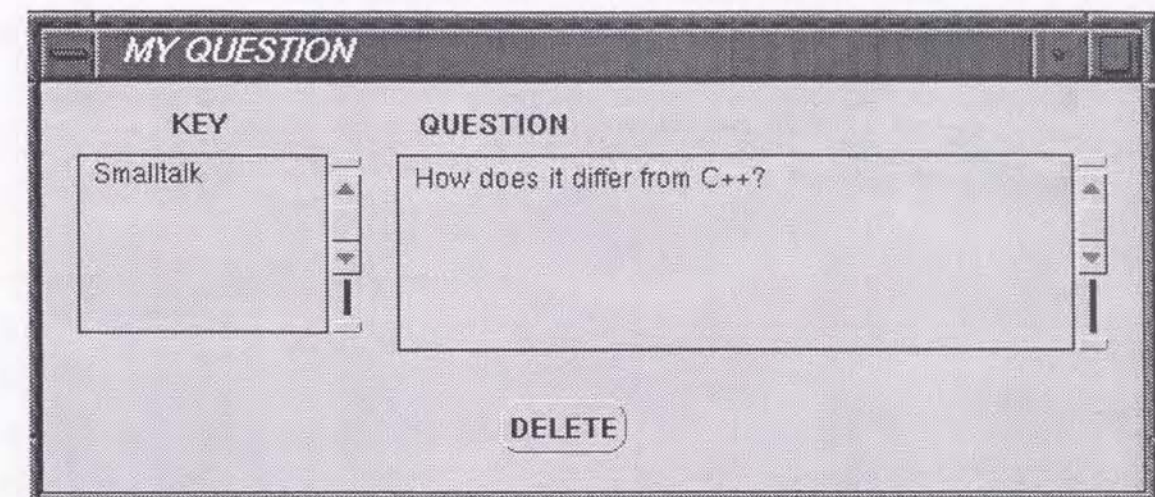 MY QUESTION
KEY QUESTION
Smalltalk How does it differ from C++?
DELETE